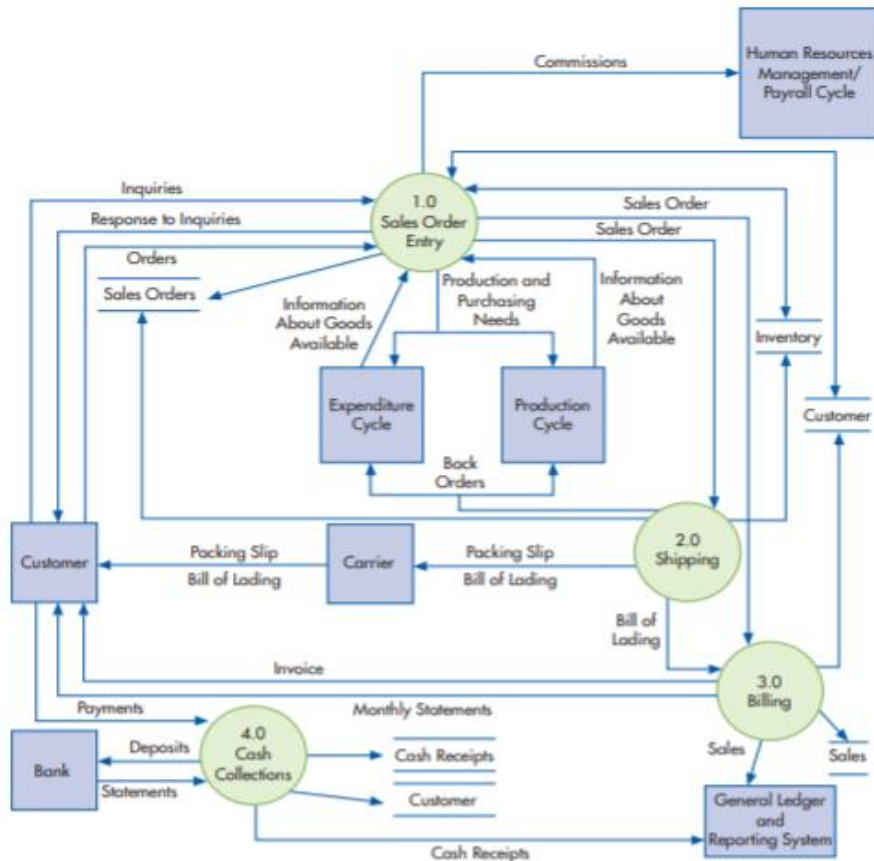 Human Resources
Management/
Payrall Cycle
Commissions
Inquiries
1.0
Sales Order
Entry
Sales Order
Response to Inquiries
Sales Order
Orders
Sales Orders
Information
About Goods
Available
Production and
Purchasing
Needs
Information
About
Goods
Available
Inventory
Expenditure
Cycle
Production
Cycle
Customer
Back
Orders
2.0
Shipping
Customer
Packing Slip
Bill of Lading
Carrier
Packing Slip
Bill of Lading
Bill of
Lading
Invoice
3.0
Billing
Payments
Monthly Statements
4.0
Cash
Collections
Deposits
Bank
Statements
Cash Receipts
Customer
Sales
Sales
General Ledger
and
Reporting System
Cash Receipts